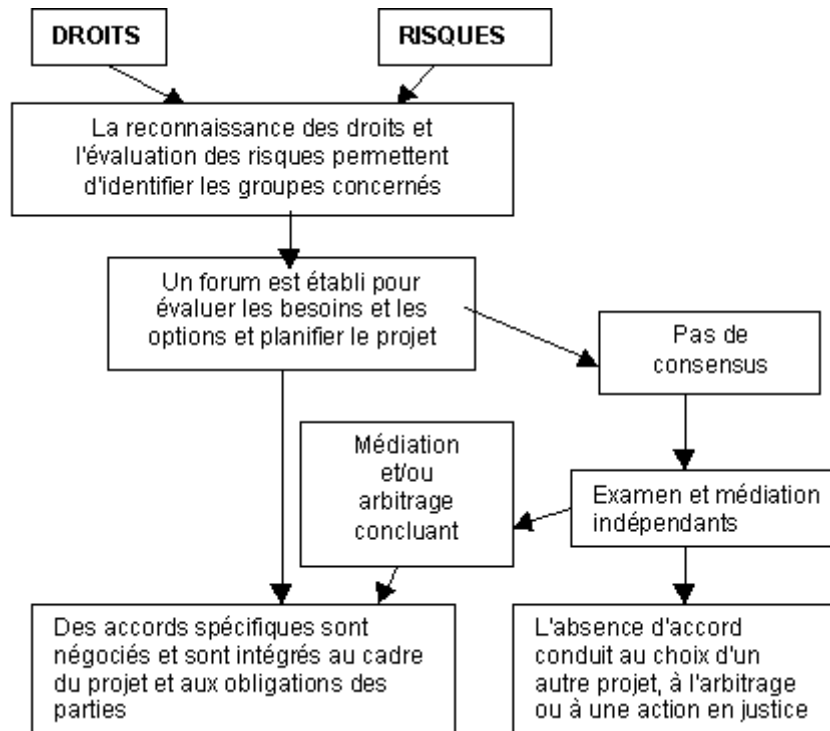 DROITS
RISQUES
La reconnaissance des droits et
l'évaluation des risques permettent
d'identifier les groupes concernés
Un forum est établi pour
évaluer les besoins et les
options et planifier le projet
Pas de
consensus
Médiation
et/ou
arbitrage
concluant
Examen et médiation
indépendants
Des accords spécifiques sont
négociés et sont intégrés au cadre
du projet et aux obligations des
parties
L'absence d'accord
conduit au choix d'un
autre projet, à l'arbitrage
ou à une action en justice